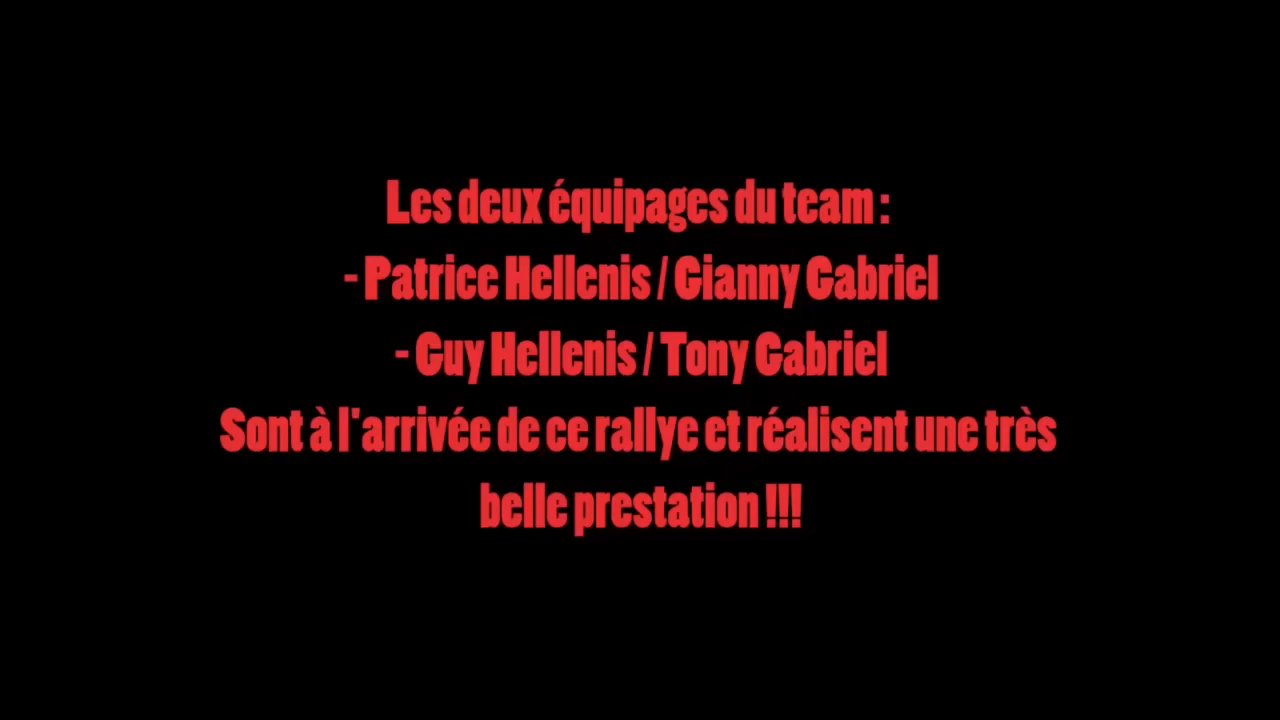 Les deux équipages du team :
- Patrice Hellenis / Gianny Gabriel
- Guy Hellenis / Tony Gabriel
Sont à l'arrivée de ce rallye et réalisent une très
belle prestation !!!